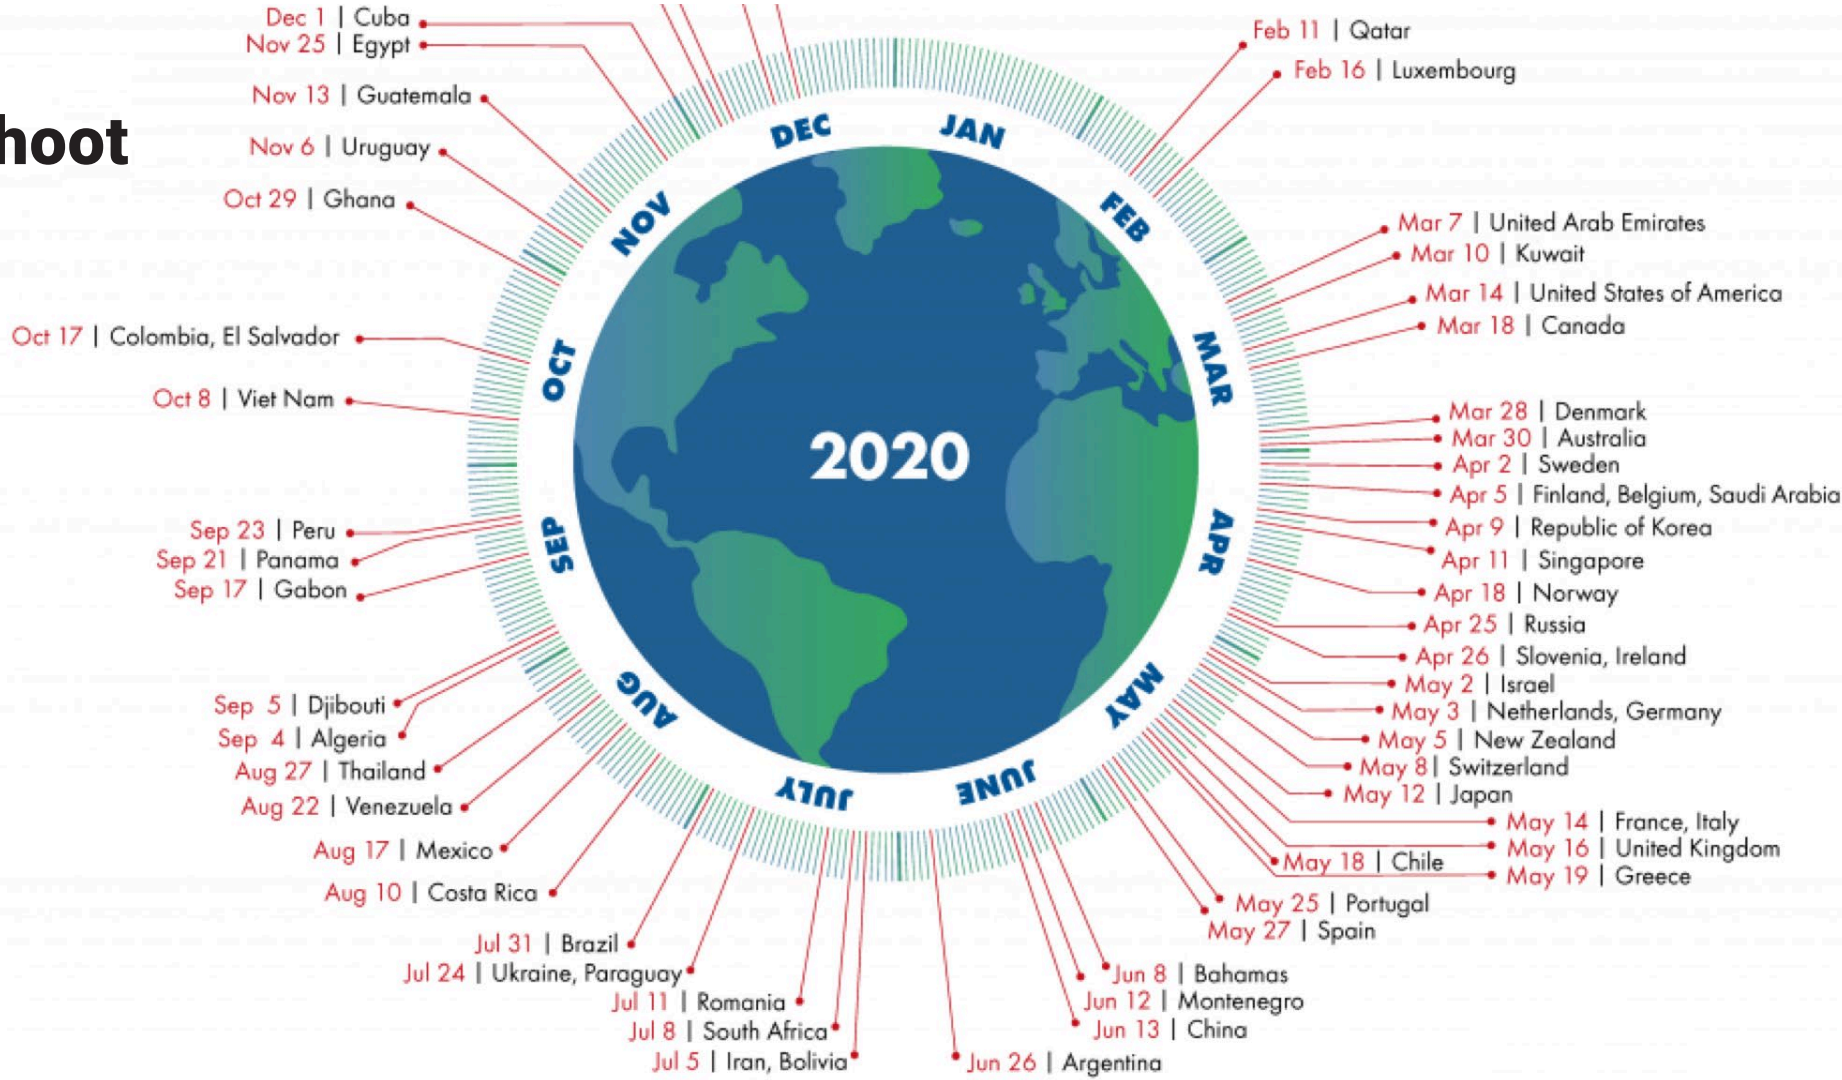 hoot
Dec 1 | Cuba
Nov 25 | Egypt
Nov 13 | Guatemala
Nov 6 | Uruguay
Oct 29 | Ghana
Oct 17 | Colombia, El Salvador
Oct 8 | Viet Nam
Sep 23 | Peru
Sep 21 | Panama
Sep 17 | Gabon
Sep 5 | Djibouti
Sep 4 | Algeria
Aug 27 | Thailand
Aug 22 | Venezuela
Aug 17 | Mexico
Aug 10 | Costa Rica
Jul 31 | Brazil
Jul 24 | Ukraine, Paraguay
Jul 11 | Romania
Jul 8 | South Africa
Jul 5 | Iran, Bolivia
DEC
JAN
FEB
MAR
APR
MAY
JUNE
JULY
AUG
SEP
OCT
NOV
2020
Feb 11 | Qatar
Feb 16 | Luxembourg
Mar 7 | United Arab Emirates
Mar 10 | Kuwait
Mar 14 | United States of America
Mar 18 | Canada
Mar 28 | Denmark
Mar 30 | Australia
Apr 2 | Sweden
Apr 5 | Finland, Belgium, Saudi Arabia
Apr 9 | Republic of Korea
Apr 11 | Singapore
Apr 18 | Norway
Apr 25 | Russia
Apr 26 | Slovenia, Ireland
May 2 | Israel
May 3 | Netherlands, Germany
May 5 | New Zealand
May 8 | Switzerland
May 12 | Japan
May 14 | France, Italy
May 16 | United Kingdom
May 18 | Chile
May 19 | Greece
May 25 | Portugal
May 27 | Spain
Jun 8 | Bahamas
Jun 12 | Montenegro
Jun 13 | China
Jun 26 | Argentina